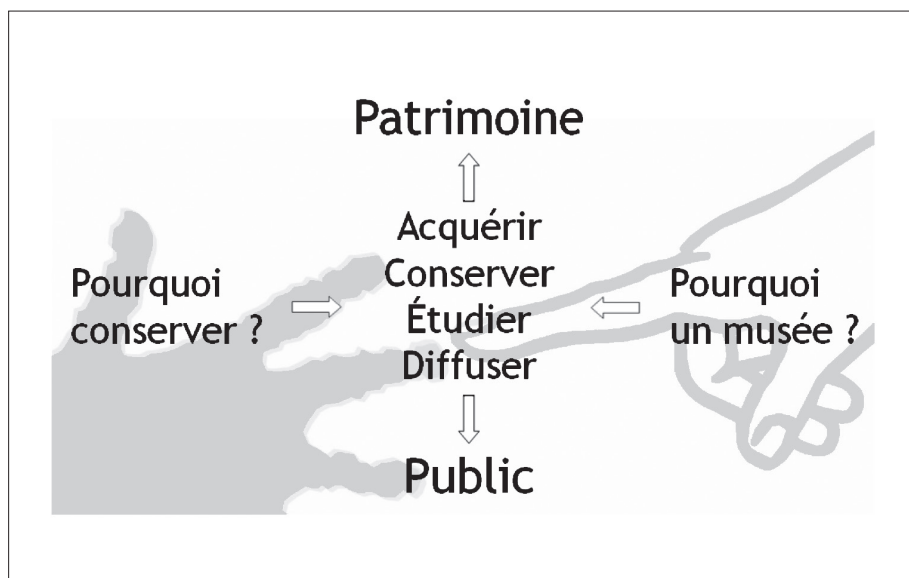 Patrimoine
Acquérir
Conserver
Étudier
Diffuser
Pourquoi
conserver ?
Pourquoi
un musée ?
Public